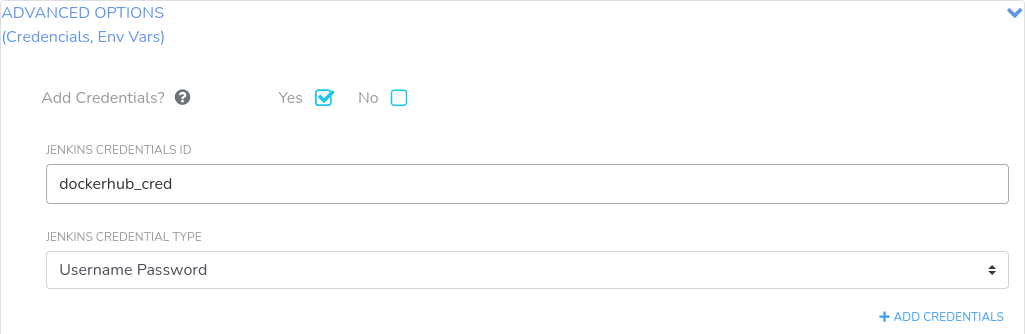 ADVANCED OPTIONS
(Credencials, Env Vars)
Add Credentials? Yes No
JENKINS CREDENTIALS ID
dockerhub_cred
JENKINS CREDENTIAL TYPE
Username Password
+ ADD CREDENTIALS